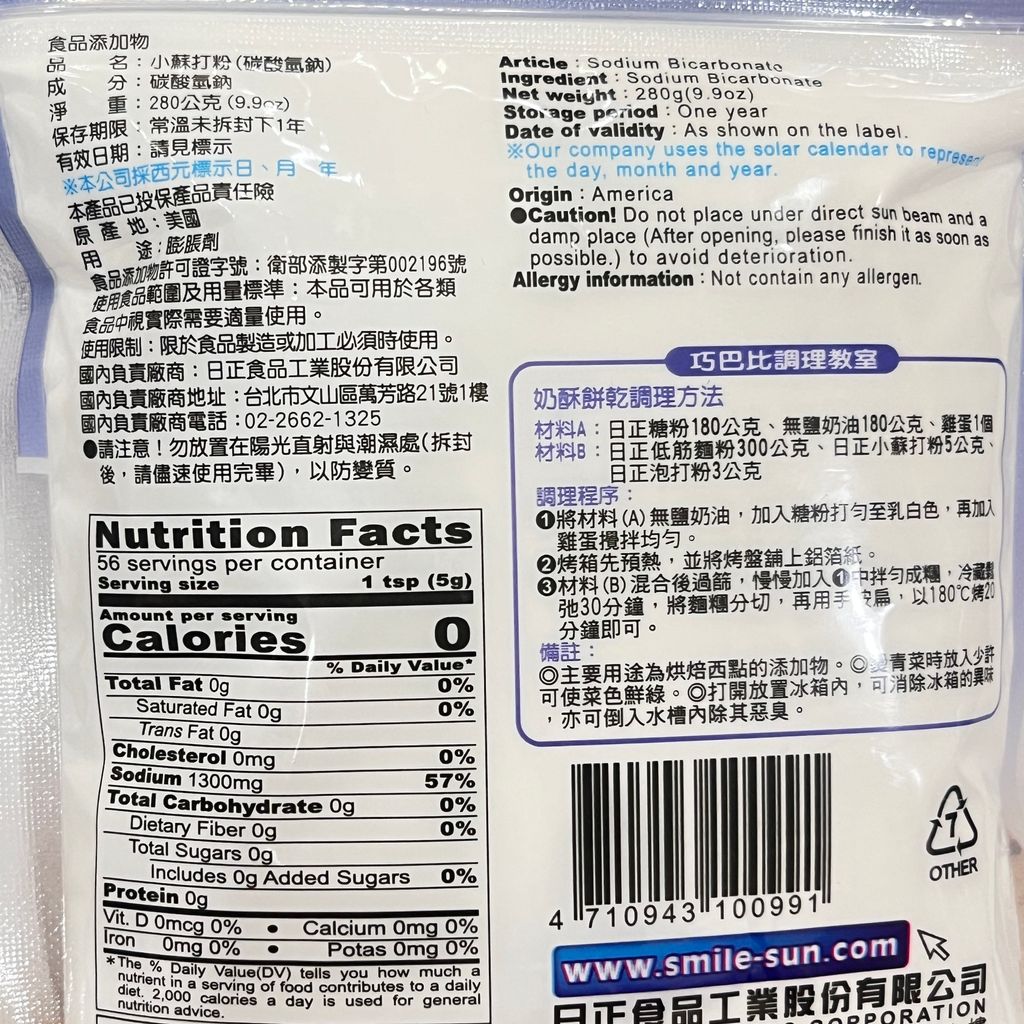 食品添加物
品 名：小蘇打粉(碳酸氫鈉)
成 分：碳酸氫鈉
淨 重：280公克(9.9oz)
保存期限：常溫未拆封下1年
有效日期：請見標示
※本公司採西元標示日、月、年
本產品已投保產品責任險
原產地：美國
用 途：膨脹劑
食品添加物許可證字號：衛部添製字第002196號
使用食品範圍及用量標準：本品可用於各類
食品中視實際需要適量使用。
使用限制：限於食品製造或加工必須時使用。
國內負責廠商：日正食品工業股份有限公司
國內負責廠商地址：台北市文山區萬芳路21號1樓
國內負責廠商電話：02-2662-1325
●請注意！勿放置在陽光直射與潮濕處(拆封
後，請儘速使用完畢)，以防變質。
Nutrition Facts
56 servings per container
Serving size 1 tsp (5g)
Amount per serving
Calories 0
% Daily Value*
Total Fat 0g 0%
Saturated Fat 0g 0%
Trans Fat 0g
Cholesterol 0mg 0%
Sodium 1300mg 57%
Total Carbohydrate 0g 0%
Dietary Fiber 0g 0%
Total Sugars 0g
Includes 0g Added Sugars 0%
Protein 0g
Vit. D 0mcg 0% • Calcium 0mg 0%
Iron 0mg 0% • Potas 0mg 0%
*The % Daily Value(DV) tells you how much a
nutrient in a serving of food contributes to a daily
diet. 2,000 calories a day is used for general
nutrition advice.
Article：Sodium Bicarbonate
Ingredient：Sodium Bicarbonate
Net weight：280g(9.9oz)
Storage period：One year
Date of validity：As shown on the label.
※Our company uses the solar calendar to represent
the day, month and year.
Origin：America
●Caution! Do not place under direct sun beam and a
damp place (After opening, please finish it as soon as
possible.) to avoid deterioration.
Allergy information：Not contain any allergen.
巧巴比調理教室
奶酥餅乾調理方法
材料A：日正糖粉180公克、無鹽奶油180公克、雞蛋1個
材料B：日正低筋麵粉300公克、日正小蘇打粉5公克、
日正泡打粉3公克
調理程序：
❶將材料(A)無鹽奶油，加入糖粉打勻至乳白色，再加入
雞蛋攪拌均勻。
❷烤箱先預熱，並將烤盤舖上鋁箔紙。
❸材料(B)混合後過篩，慢慢加入❶中拌勻成糰，冷藏鬆
弛30分鐘，將麵糰分切，再用手按扁，以180℃烤20
分鐘即可。
備註：
◎主要用途為烘焙西點的添加物。◎ 青菜時放入少許
可使菜色鮮綠。◎打開放置冰箱內，可消除冰箱的異味
，亦可倒入水槽內除其惡臭。
4 710943 100991
7
OTHER
www.smile-sun.com
日正食品工業股份有限公司
CORPORATION